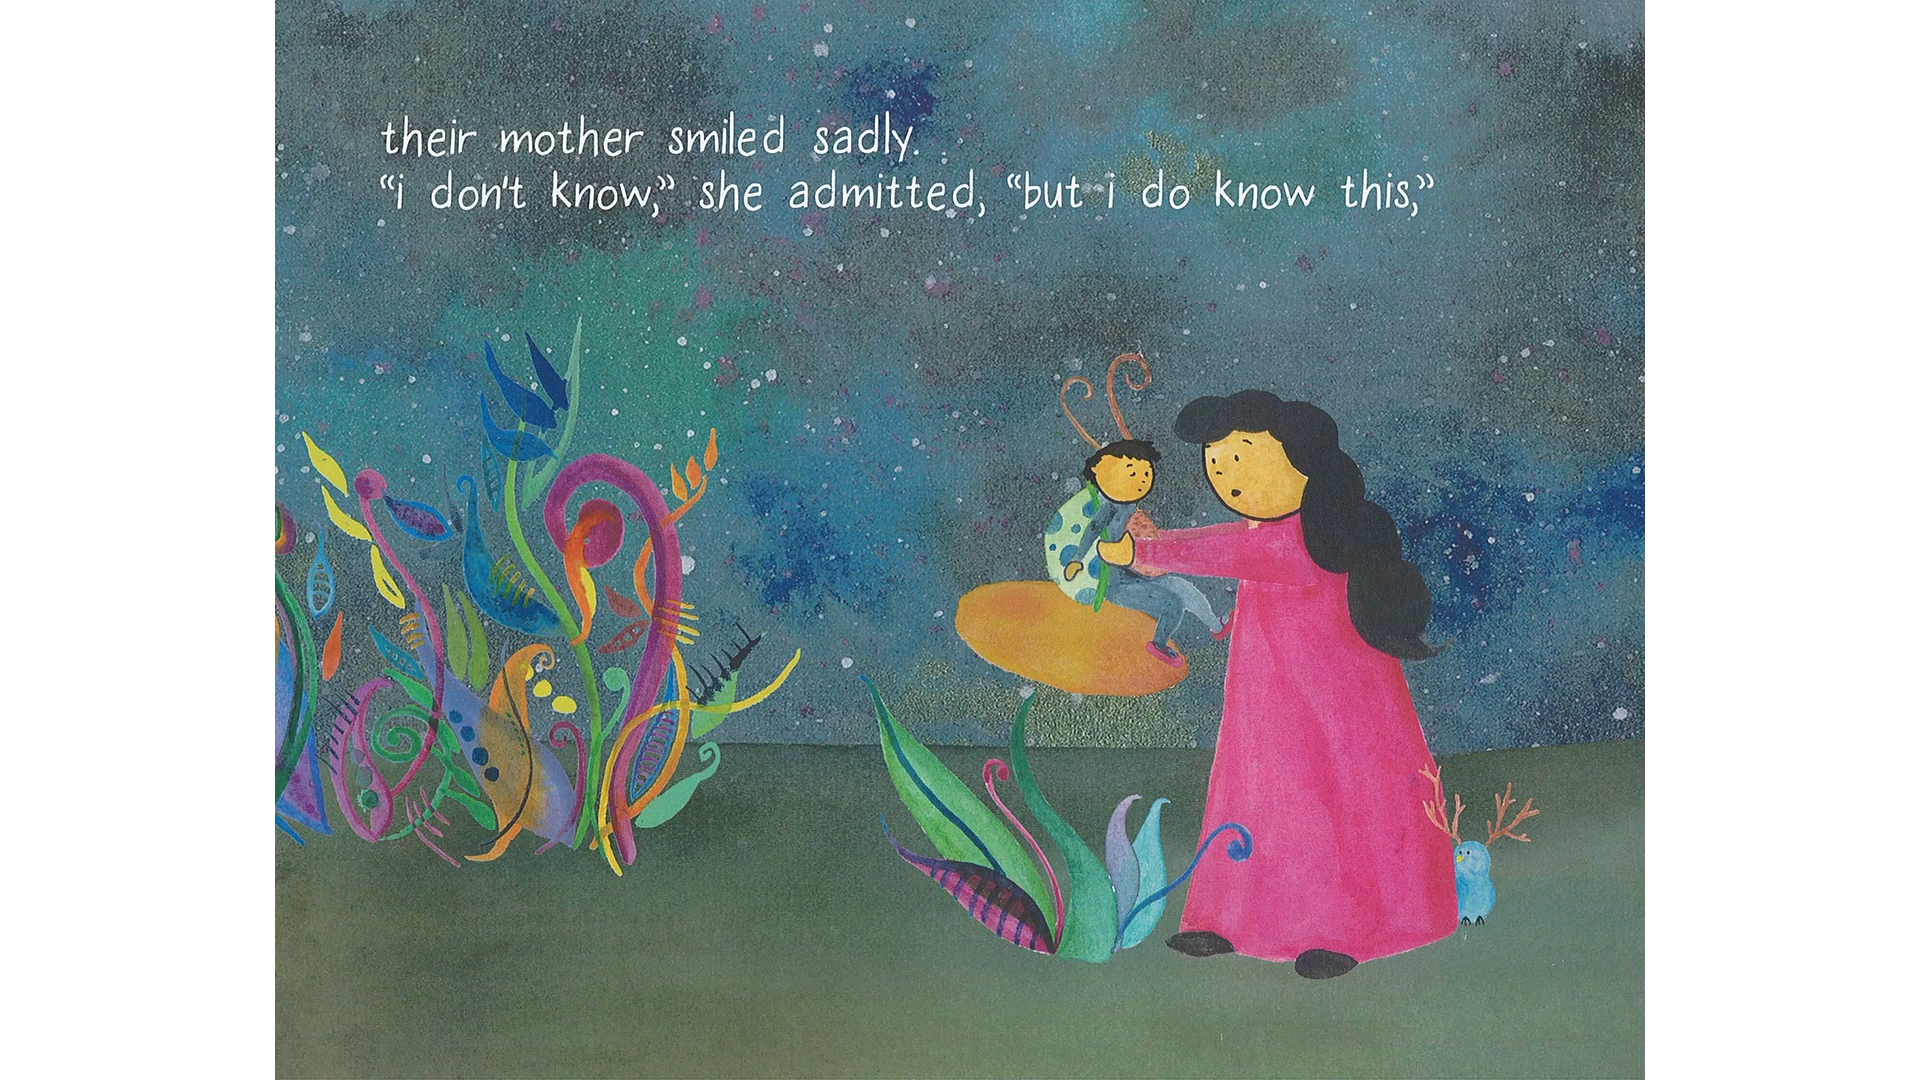 their mother smiled sadly.
“i don't know,” she admitted, “but i do know this,”